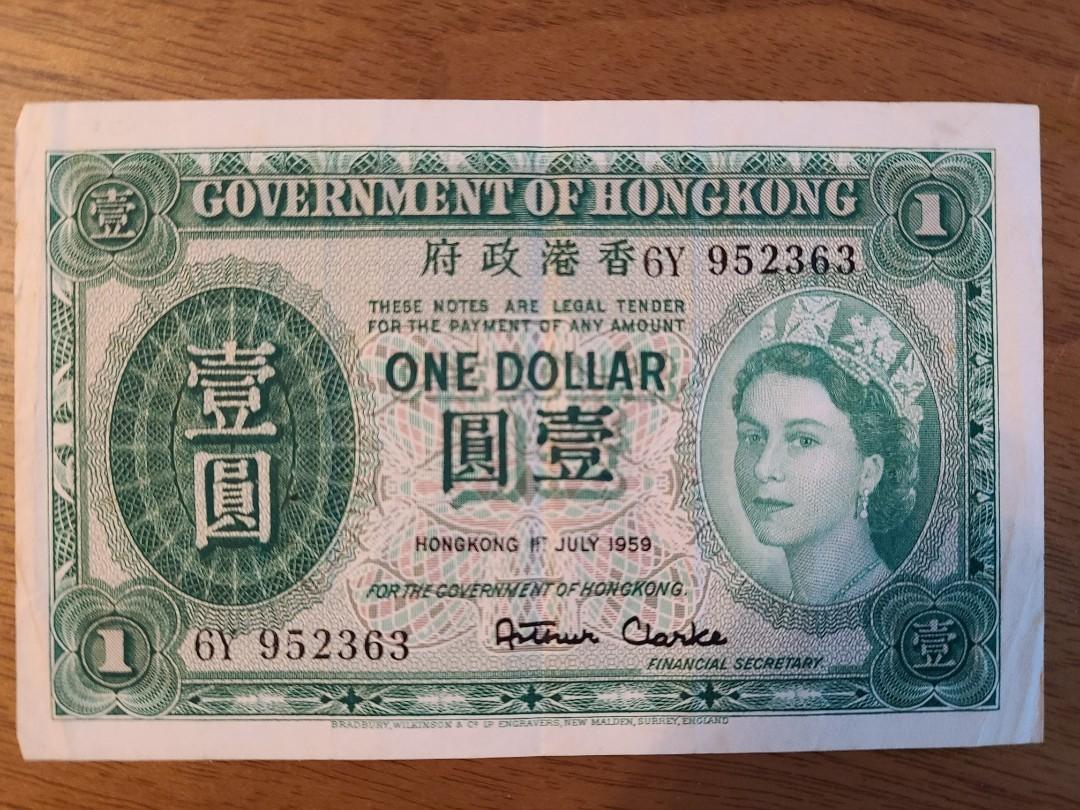 壹
GOVERNMENT OF HONGKONG
1
府政港香
6Y 952363
THESE NOTES ARE LEGAL TENDER
FOR THE PAYMENT OF ANY AMOUNT
ONE DOLLAR
圓壹
壹
圓
HONGKONG 1ST JULY 1959
FOR THE GOVERNMENT OF HONGKONG.
Arthur Clarke
FINANCIAL SECRETARY.
1
6Y 952363
壹
BRADBURY, WILKINSON & Co. LD. ENGRAVERS, NEW MALDEN, SURREY, ENGLAND